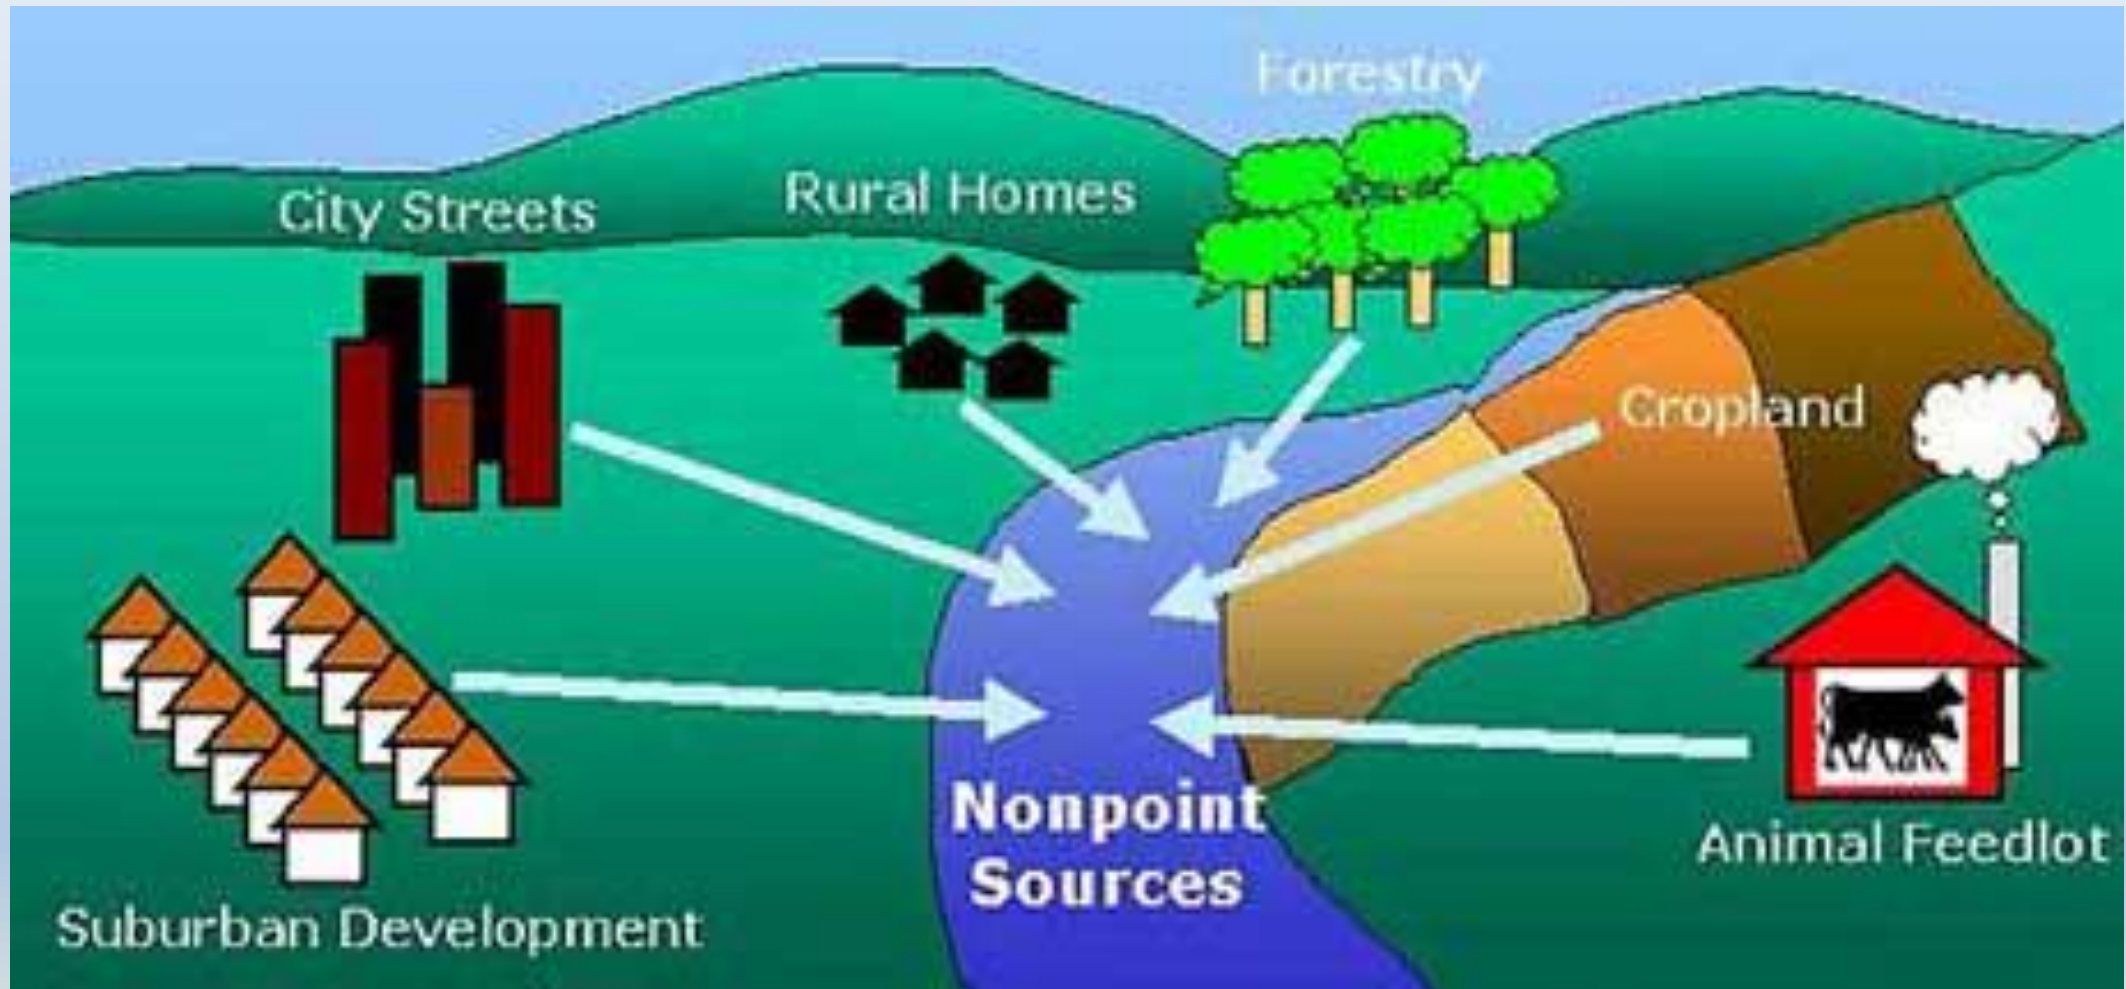 Forestry
City Streets
Rural Homes
Cropland
Nonpoint
Sources
Animal Feedlot
Suburban Development